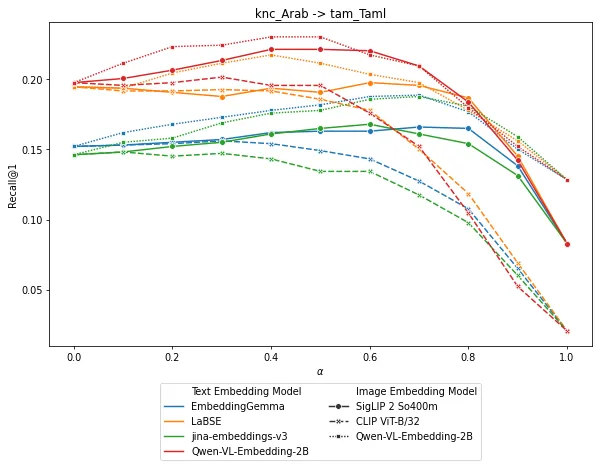 knc_Arab -> tam_Taml
Recall@1
0.20
0.15
0.10
0.05
0.0 0.2 0.4 0.6 0.8 1.0
α
Text Embedding Model
EmbeddingGemma
LaBSE
jina-embeddings-v3
Qwen-VL-Embedding-2B
Image Embedding Model
SigLIP 2 So400m
CLIP ViT-B/32
Qwen-VL-Embedding-2B